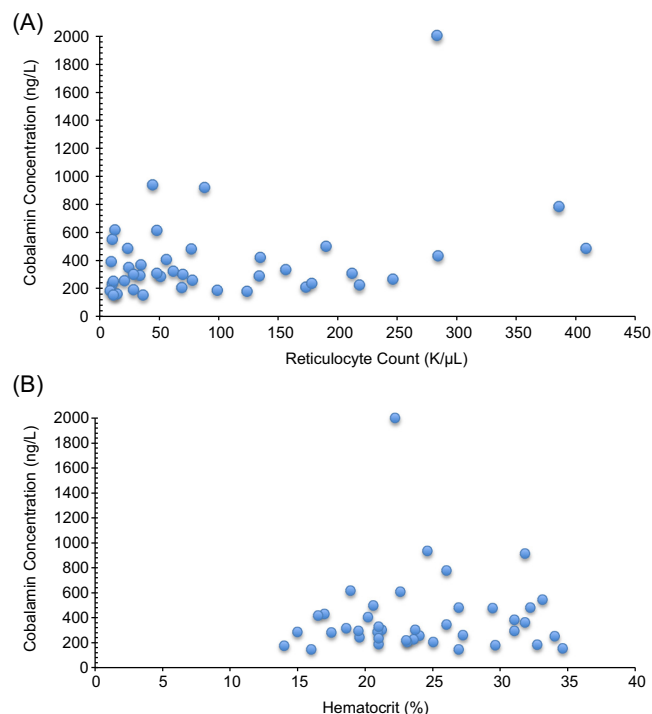 (A)
Cobalamin Concentration (ng/L)
2000
1800
1600
1400
1200
1000
800
600
400
200
0
0 50 100 150 200 250 300 350 400 450
Reticulocyte Count (K/µL)
(B)
Cobalamin Concentration (ng/L)
2000
1800
1600
1400
1200
1000
800
600
400
200
0
0 5 10 15 20 25 30 35 40
Hematocrit (%)